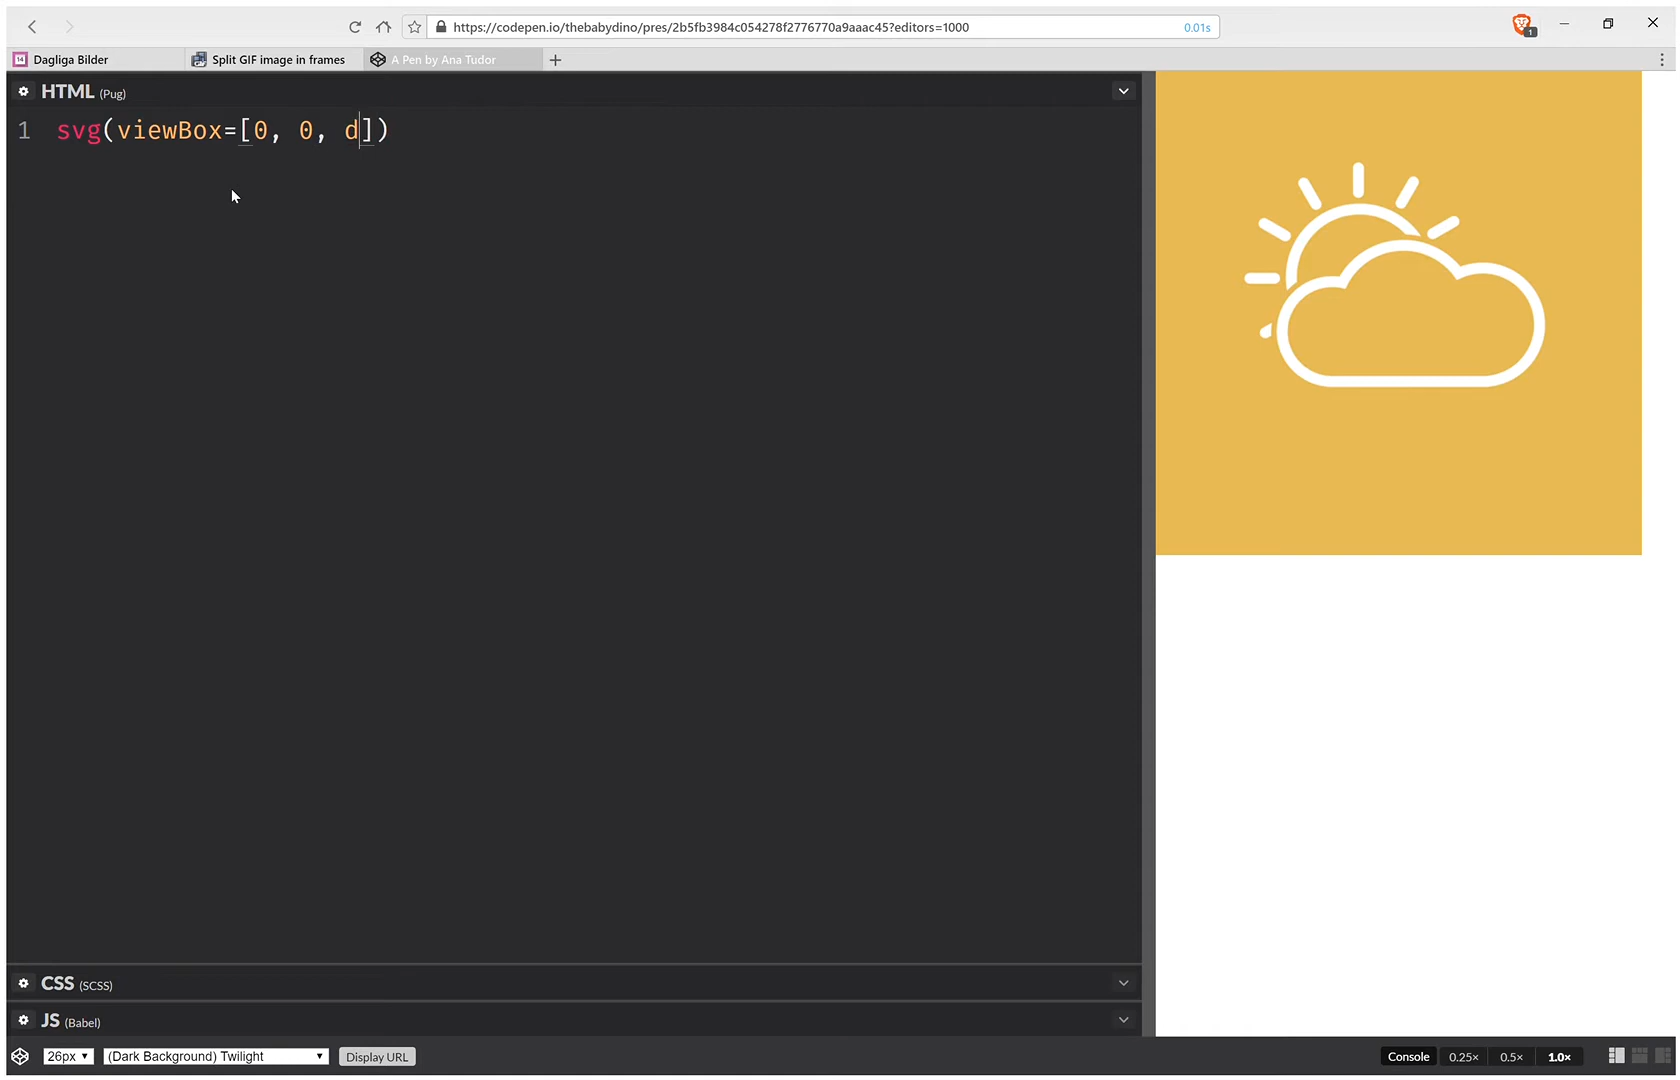 https://codepen.io/thebabydino/pres/2b5fb3984c054278f2776770a9aaac45?editors=1000 0.01s 1
14 Dagliga Bilder Split GIF image in frames A Pen by Ana Tudor
HTML (Pug)
1 svg(viewBox=[0, 0, d])
CSS (SCSS)
JS (Babel)
26px (Dark Background) Twilight Display URL Console 0.25× 0.5× 1.0×